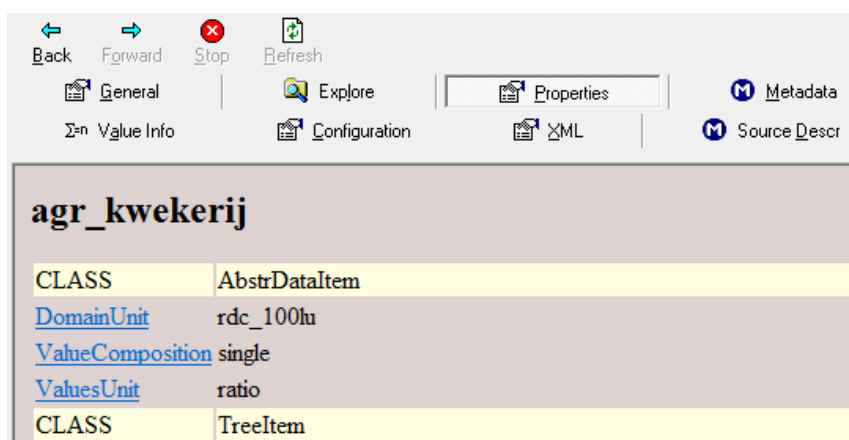 Back Forward Stop Refresh
General Explore Properties Metadata
Σ=n Value Info Configuration XML Source Descr
agr_kwekerij
CLASS AbstrDataItem
DomainUnit rdc_100lu
ValueComposition single
ValuesUnit ratio
CLASS TreeItem